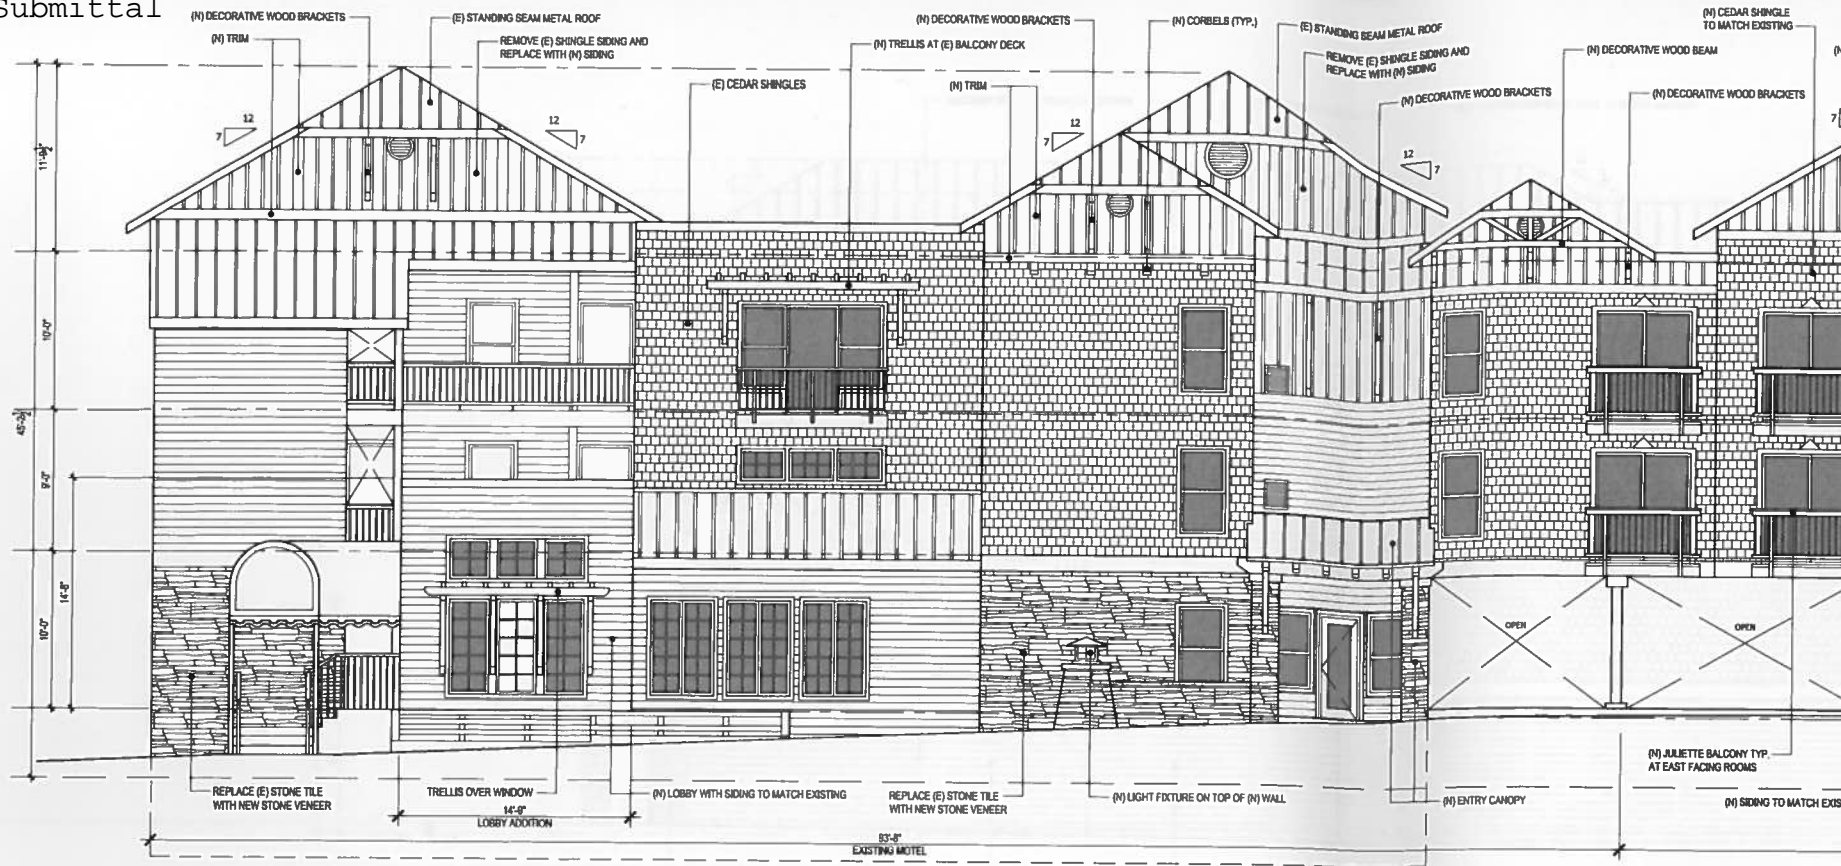 Submittal
(N) DECORATIVE WOOD BRACKETS
(E) STANDING SEAM METAL ROOF
(N) TRIM
REMOVE (E) SHINGLE SIDING AND
REPLACE WITH (N) SIDING
(E) CEDAR SHINGLES
(N) DECORATIVE WOOD BRACKETS
(N) TRELLIS AT (E) BALCONY DECK
(N) TRIM
(N) CORBELS (TYP.)
(E) STANDING SEAM METAL ROOF
REMOVE (E) SHINGLE SIDING AND
REPLACE WITH (N) SIDING
(N) DECORATIVE WOOD BRACKETS
(N) DECORATIVE WOOD BEAM
(N) DECORATIVE WOOD BRACKETS
(N) CEDAR SHINGLE
TO MATCH EXISTING
(N
12
7
12
7
12
7
12
7
7
10'-0"
9'-0"
14'-8"
10'-0"
OPEN
OPEN
REPLACE (E) STONE TILE
WITH NEW STONE VENEER
TRELLIS OVER WINDOW
14'-9"
LOBBY ADDITION
(N) LOBBY WITH SIDING TO MATCH EXISTING
REPLACE (E) STONE TILE
WITH NEW STONE VENEER
(N) LIGHT FIXTURE ON TOP OF (N) WALL
(N) ENTRY CANOPY
(N) JULIETTE BALCONY TYP.
AT EAST FACING ROOMS
(N) SIDING TO MATCH EXIS
EXISTING MOTEL